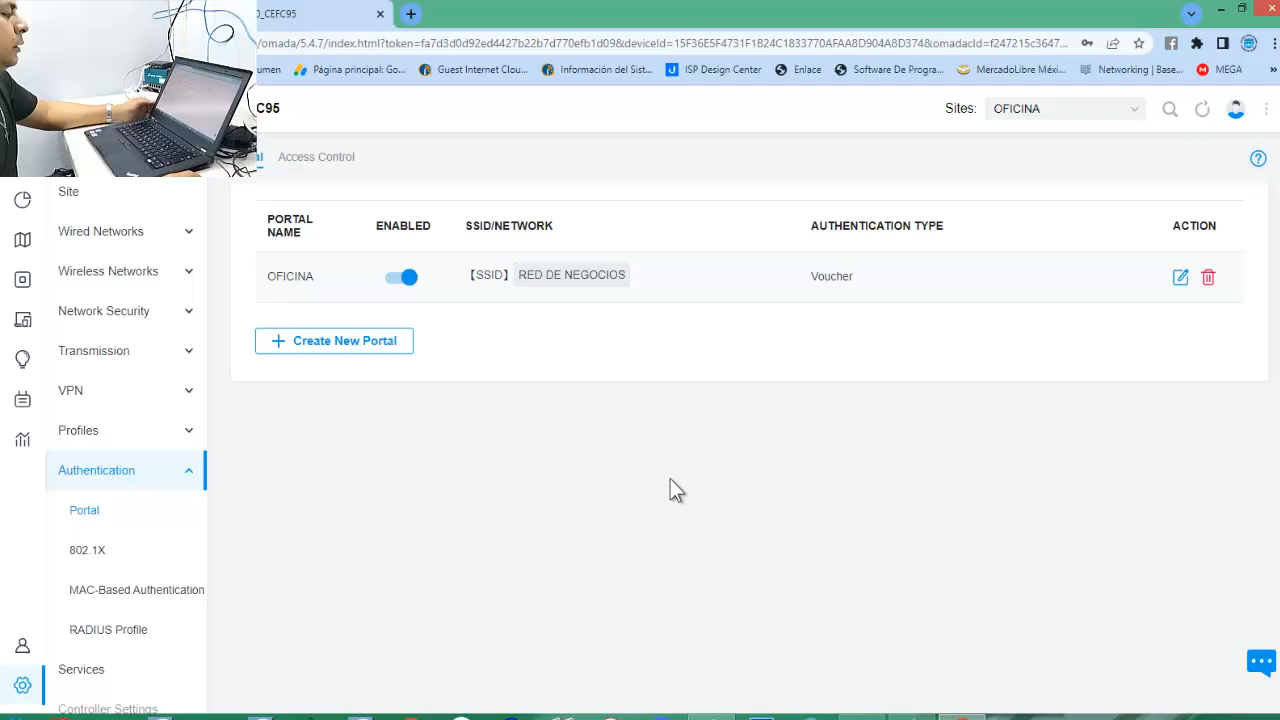 0_CEFC95
/omada/5.4.7/index.html?token=fa7d3d0d92ed4427b22b7d770efb1d09&deviceId=15F36E5F4731F1B24C1833770AFAA8D904A8D374&omadacId=f247215c3647...
umen
Página principal: Go...
Guest Internet Query...
Información del Sist...
ISP Design Center
Enlace
Software De Progra...
MercadoLibre Méxi...
Networking | Base...
MEGA
»
C95
Sites:
OFICINA
al
Access Control
Site
Wired Networks
Wireless Networks
Network Security
Transmission
VPN
Profiles
Authentication
Portal
802.1X
MAC-Based Authentication
RADIUS Profile
Services
Controller Settings
PORTAL NAME
ENABLED
SSID/NETWORK
AUTHENTICATION TYPE
ACTION
OFICINA
【SSID】 RED DE NEGOCIOS
Voucher
+ Create New Portal